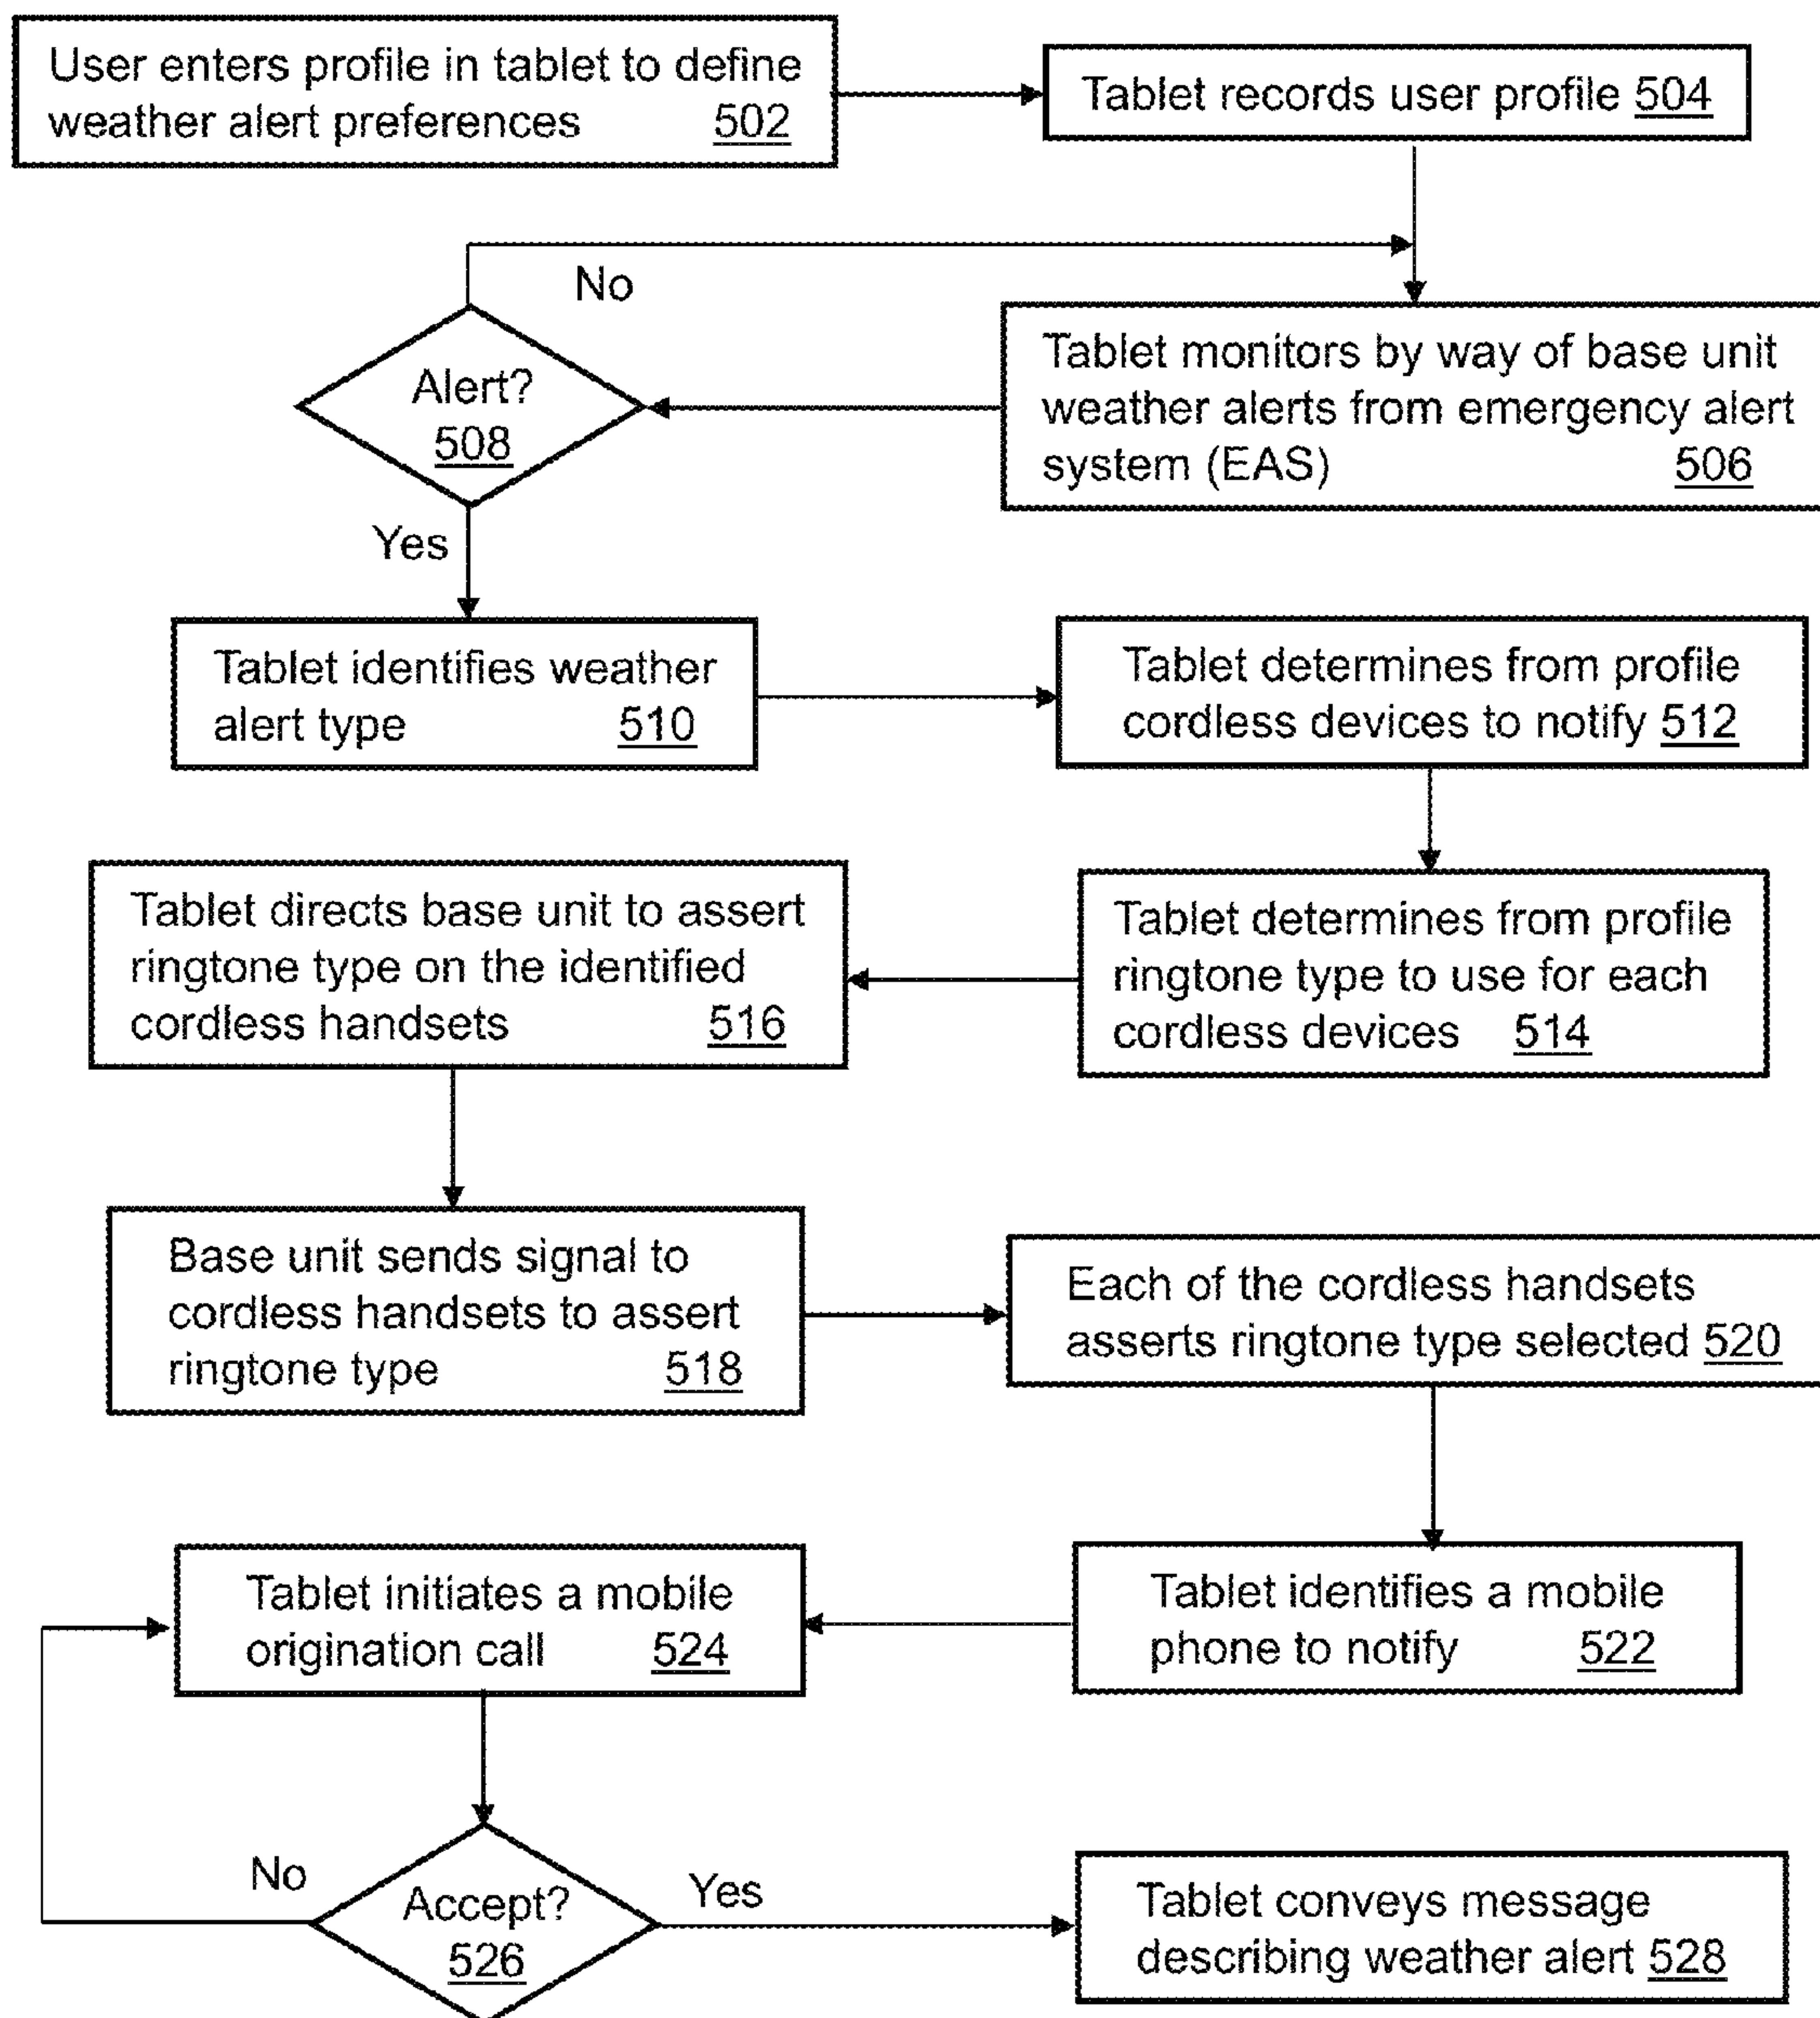 User enters profile in tablet to define
weather alert preferences 502
Tablet records user profile 504
No
Alert?
508
Tablet monitors by way of base unit
weather alerts from emergency alert
system (EAS) 506
Yes
Tablet identifies weather
alert type 510
Tablet determines from profile
cordless devices to notify 512
Tablet directs base unit to assert
ringtone type on the identified
cordless handsets 516
Tablet determines from profile
ringtone type to use for each
cordless devices 514
Base unit sends signal to
cordless handsets to assert
ringtone type 518
Each of the cordless handsets
asserts ringtone type selected 520
Tablet initiates a mobile
origination call 524
Tablet identifies a mobile
phone to notify 522
No
Accept?
526
Yes
Tablet conveys message
describing weather alert 528